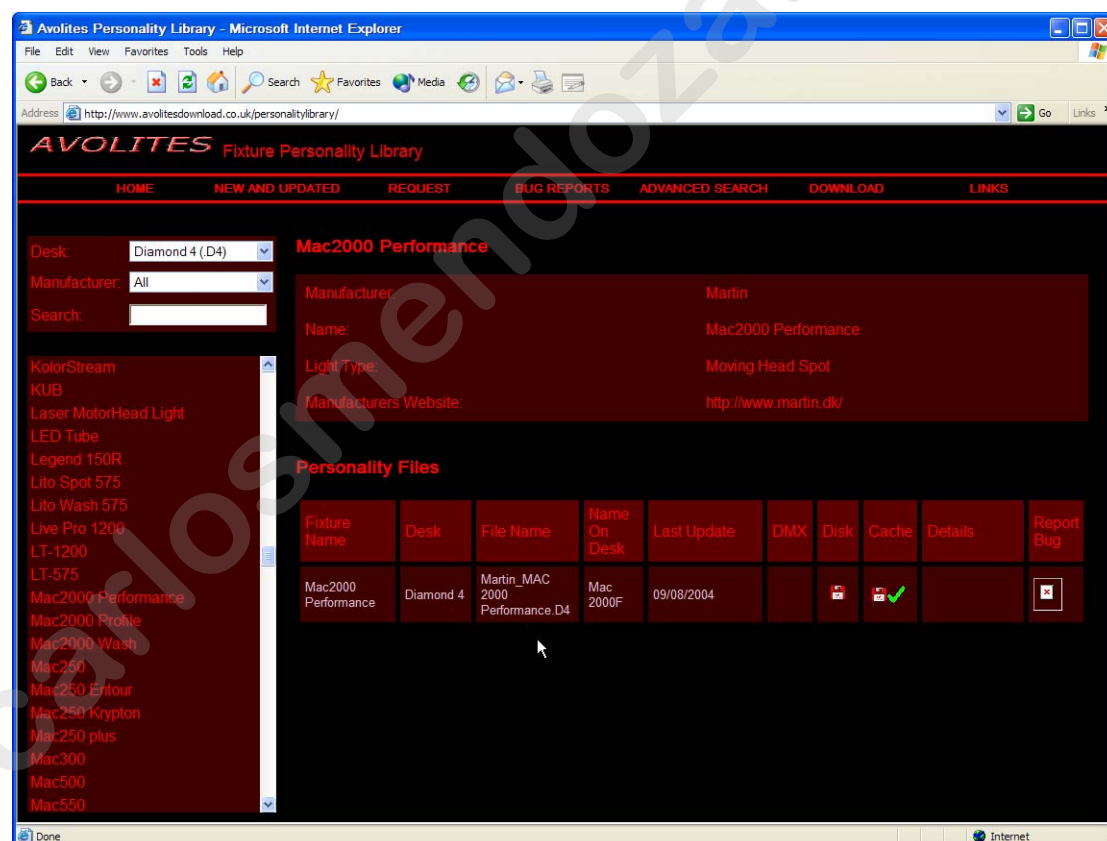 Avolites Personality Library - Microsoft Internet Explorer
File Edit View Favorites Tools Help
Back Search Favorites Media
Address http://www.avolitesdownload.co.uk/personalitylibrary/ Go Links
AVOLITES Fixture Personality Library
HOME NEW AND UPDATED REQUEST BUG REPORTS ADVANCED SEARCH DOWNLOAD LINKS
Desk: Diamond 4 (.D4)
Manufacturer: All
Search:
KolorStream
KUB
Laser MotorHead Light
LED Tube
Legend 150R
Lito Spot 575
Lito Wash 575
Live Pro 1200
LT-1200
LT-575
Mac2000 Performance
Mac2000 Profile
Mac2000 Wash
Mac250
Mac250 Entour
Mac250 Krypton
Mac250 plus
Mac300
Mac500
Mac550
Mac2000 Performance
Manufacturer: Martin
Name: Mac2000 Performance
Light Type: Moving Head Spot
Manufacturers Website: http://www.martin.dk/
Personality Files
Fixture Name Desk File Name Name On Desk Last Update DMX Disk Cache Details Report Bug
Mac2000 Performance Diamond 4 Martin_MAC 2000 Performance.D4 Mac 2000F 09/08/2004
Done Internet